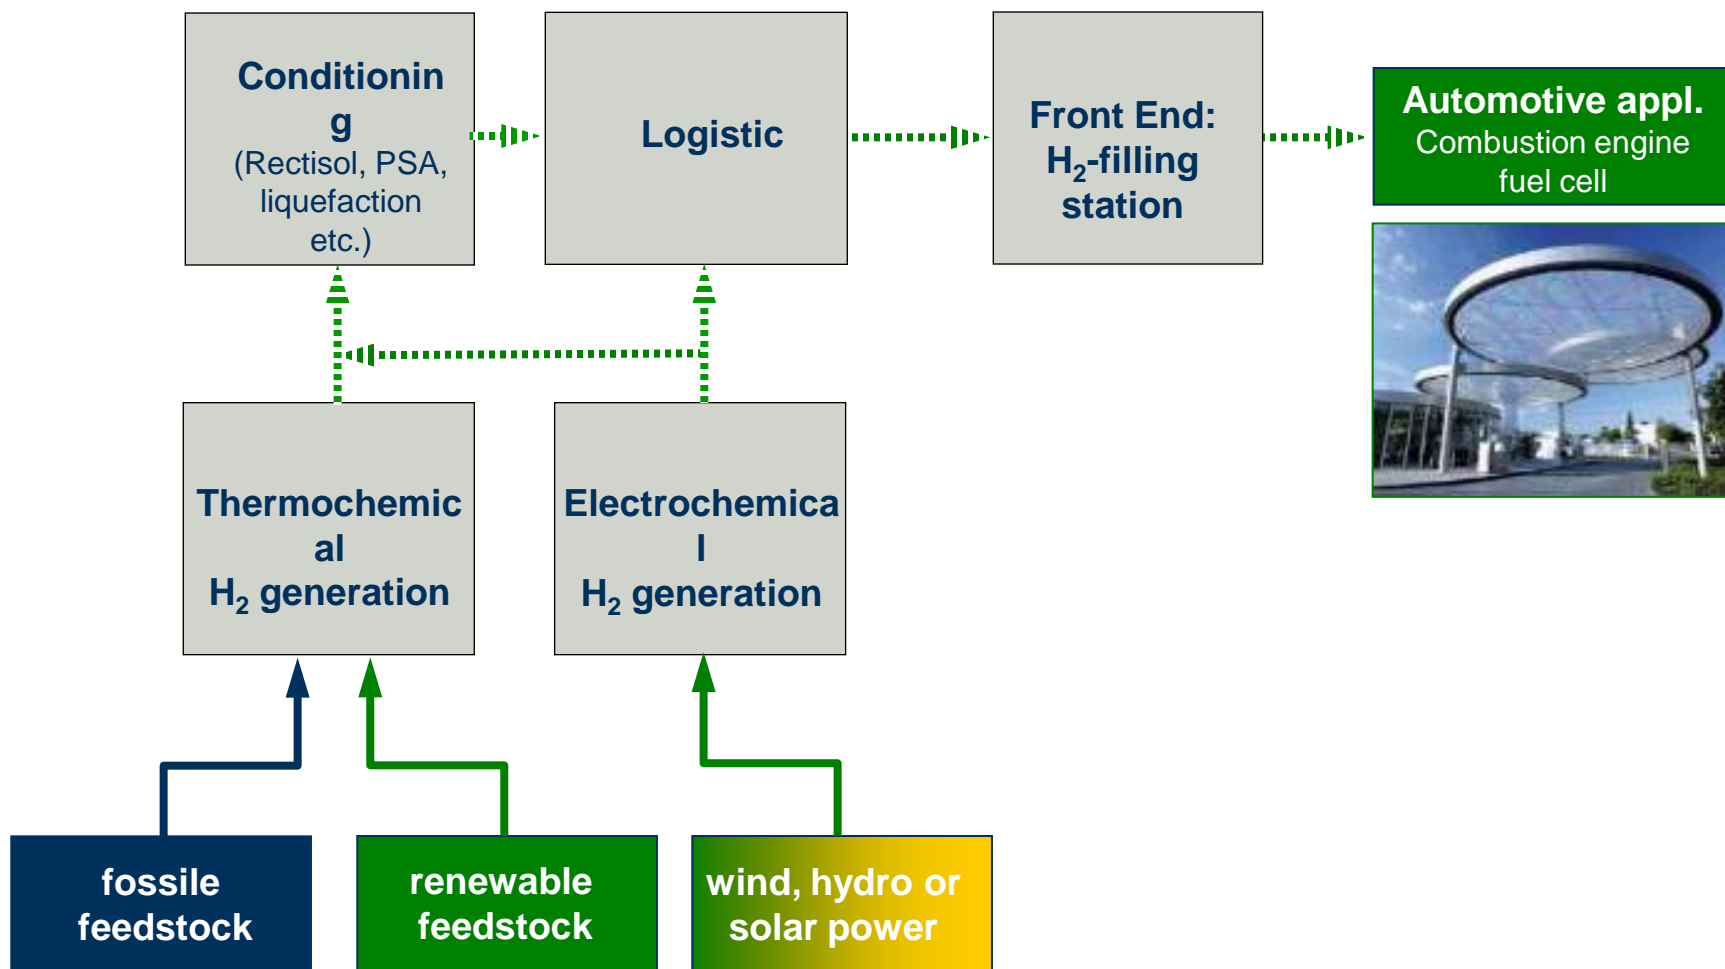 Conditionin
g
(Rectisol, PSA,
liquefaction
etc.)
Logistic
Front End:
H₂-filling
station
Automotive appl.
Combustion engine
fuel cell
Thermochemic
al
H₂ generation
Electrochemica
l
H₂ generation
fossile
feedstock
renewable
feedstock
wind, hydro or
solar power